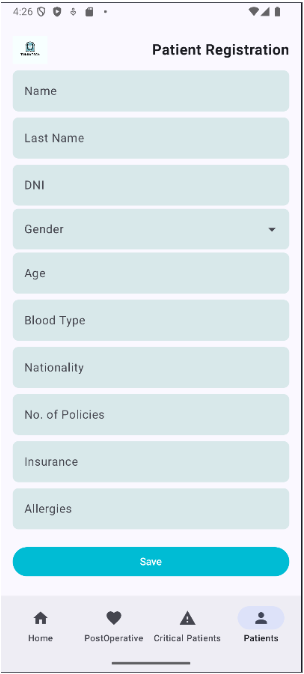 4:26
Patient Registration
Name
Last Name
DNI
Gender
Age
Blood Type
Nationality
No. of Policies
Insurance
Allergies
Save
Home PostOperative Critical Patients Patients